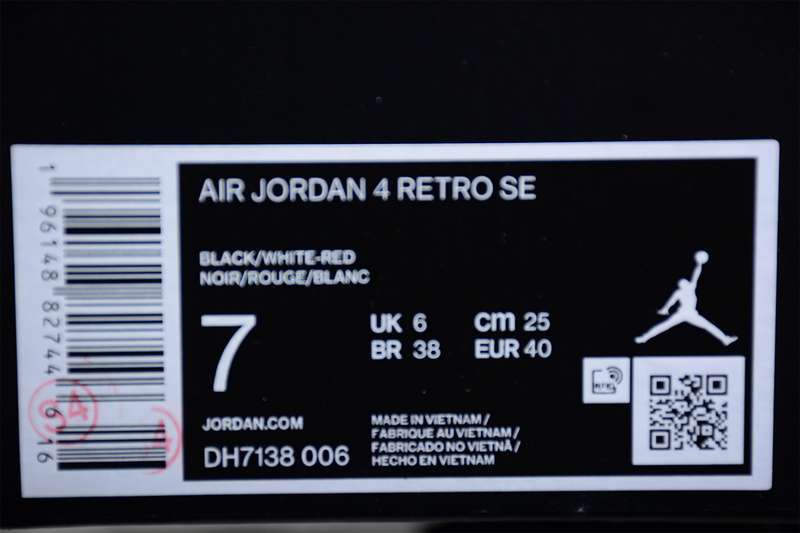 AIR JORDAN 4 RETRO SE
BLACK/WHITE-RED
NOIR/ROUGE/BLANC
7
UK 6
BR 38
cm 25
EUR 40
JORDAN.COM
DH7138 006
MADE IN VIETNAM /
FABRIQUE AU VIETNAM /
FABRICADO NO VIETNÃ /
HECHO EN VIETNAM
1 96148 82744 6 16